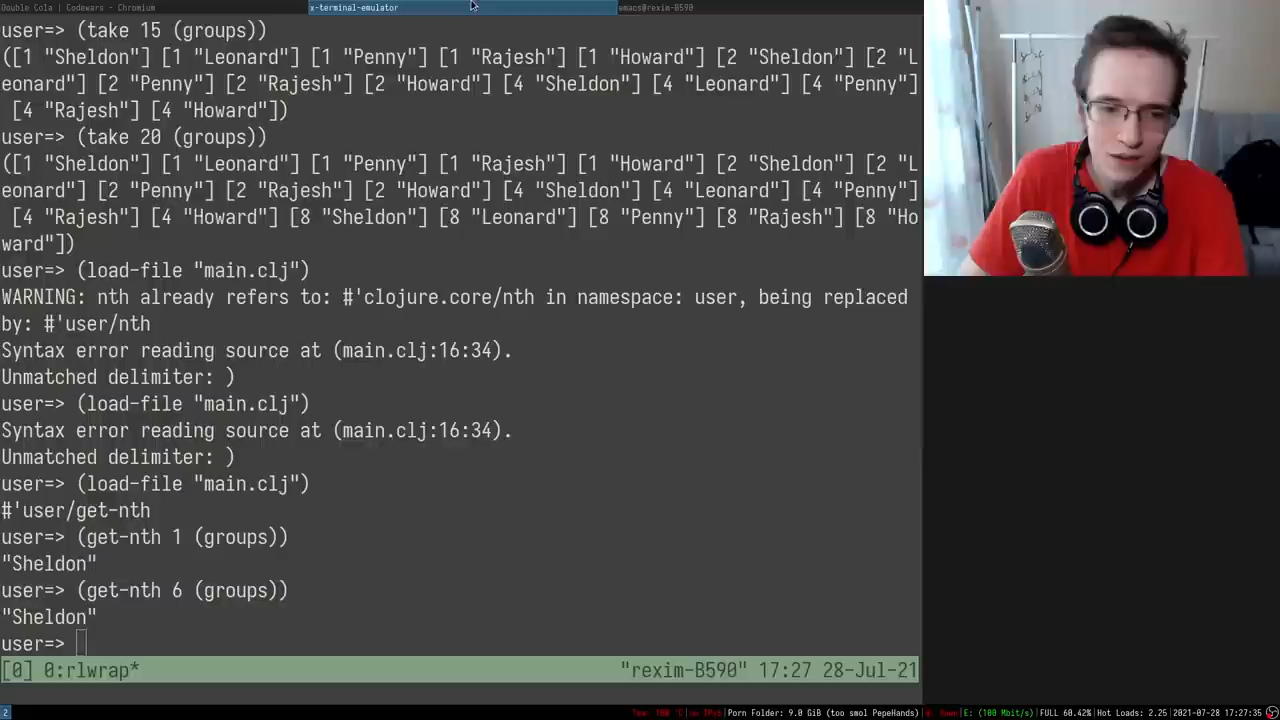 Double Cola | Codewars - Chromium
x-terminal-emulator
emacs@rexim-B590
user=> (take 15 (groups))
([1 "Sheldon"] [1 "Leonard"] [1 "Penny"] [1 "Rajesh"] [1 "Howard"] [2 "Sheldon"] [2 "L
eonard"] [2 "Penny"] [2 "Rajesh"] [2 "Howard"] [4 "Sheldon"] [4 "Leonard"] [4 "Penny"]
[4 "Rajesh"] [4 "Howard"])
user=> (take 20 (groups))
([1 "Sheldon"] [1 "Leonard"] [1 "Penny"] [1 "Rajesh"] [1 "Howard"] [2 "Sheldon"] [2 "L
eonard"] [2 "Penny"] [2 "Rajesh"] [2 "Howard"] [4 "Sheldon"] [4 "Leonard"] [4 "Penny"]
[4 "Rajesh"] [4 "Howard"] [8 "Sheldon"] [8 "Leonard"] [8 "Penny"] [8 "Rajesh"] [8 "Ho
ward"])
user=> (load-file "main.clj")
WARNING: nth already refers to: #'clojure.core/nth in namespace: user, being replaced
by: #'user/nth
Syntax error reading source at (main.clj:16:34).
Unmatched delimiter: )
user=> (load-file "main.clj")
Syntax error reading source at (main.clj:16:34).
Unmatched delimiter: )
user=> (load-file "main.clj")
#'user/get-nth
user=> (get-nth 1 (groups))
"Sheldon"
user=> (get-nth 6 (groups))
"Sheldon"
user=>
[0] 0:rlwrap* "rexim-B590" 17:27 28-Jul-21
2 Porn Folder: 9.0 GiB (too smol PepeHands) E: (100 Mbit/s) FULL 60.42% Hot Loads: 2.25 2021-07-28 17:27:35